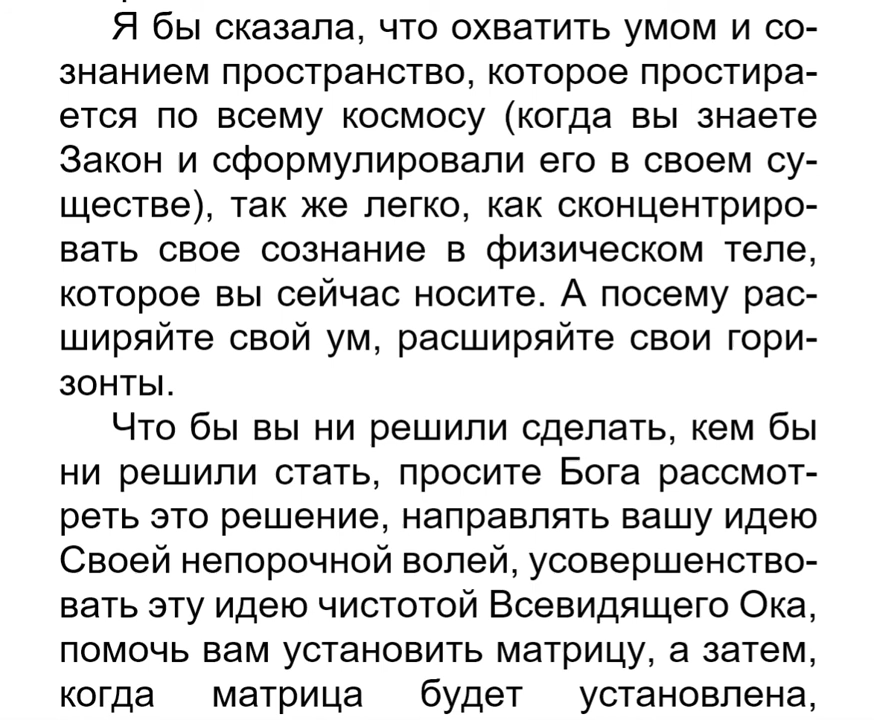 Я бы сказала, что охватить умом и со-
знанием пространство, которое простира-
ется по всему космосу (когда вы знаете
Закон и сформулировали его в своем су-
ществе), так же легко, как сконцентриро-
вать свое сознание в физическом теле,
которое вы сейчас носите. А посему рас-
ширяйте свой ум, расширяйте свои гори-
зонты.
Что бы вы ни решили сделать, кем бы
ни решили стать, просите Бога рассмот-
реть это решение, направлять вашу идею
Своей непорочной волей, усовершенство-
вать эту идею чистотой Всевидящего Ока,
помочь вам установить матрицу, а затем,
когда матрица будет установлена,